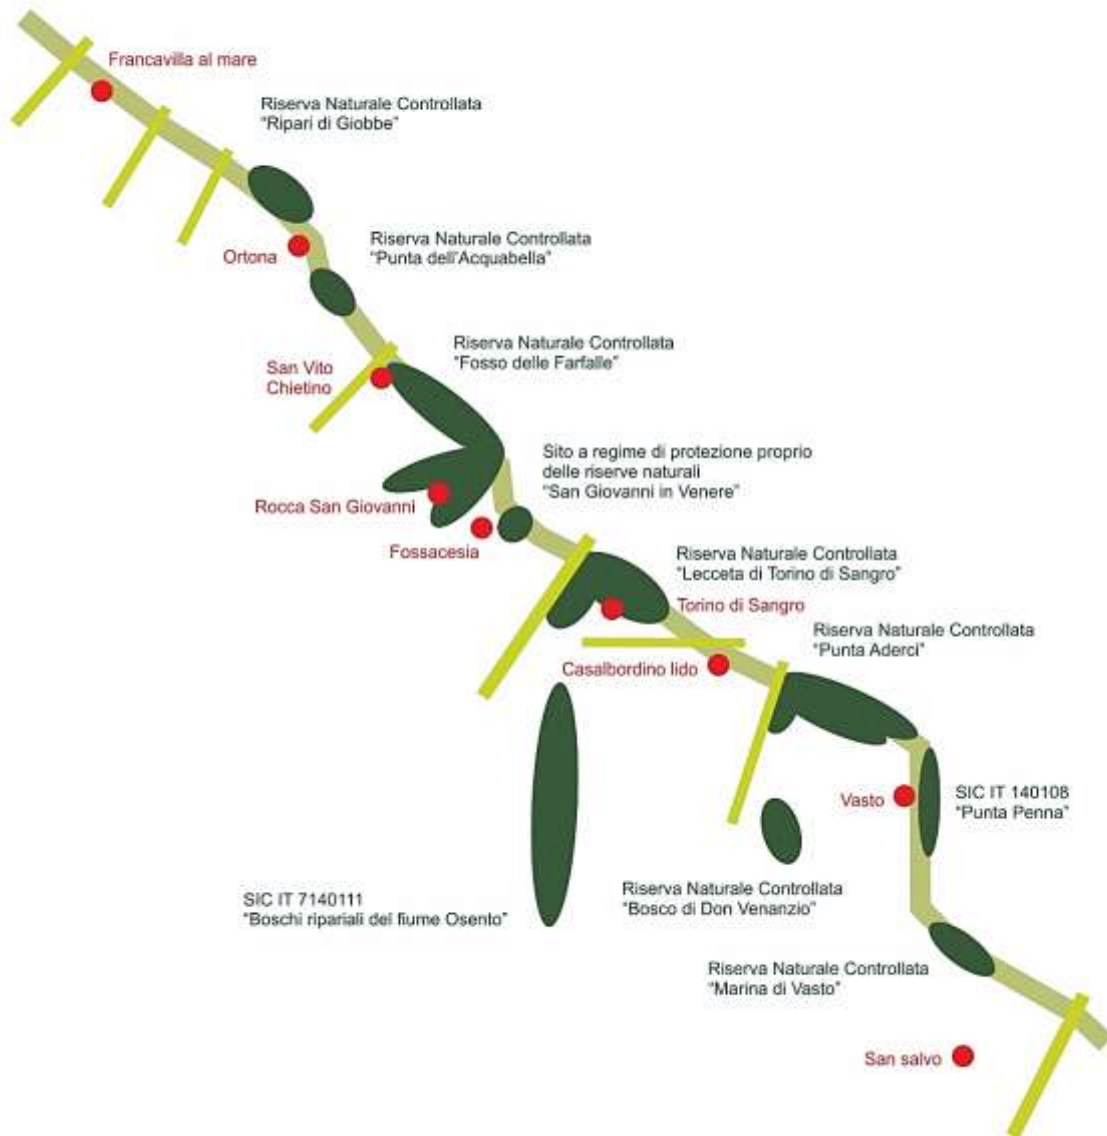 Francavilla al mare
Riserva Naturale Controllata
“Ripari di Giobbe”
Riserva Naturale Controllata
“Punta dell’Acquabella”
Ortona
Riserva Naturale Controllata
“Fosso delle Farfalle”
San Vito
Chietino
Sito a regime di protezione proprio
delle riserve naturali
“San Giovanni in Venere”
Rocca San Giovanni
Fossacesia
Riserva Naturale Controllata
“Lecceta di Torino di Sangro”
Torino di Sangro
Riserva Naturale Controllata
“Punta Aderci”
Casalbordino lido
Vasto
SIC IT 140108
“Punta Penna”
SIC IT 7140111
“Boschi ripariali del fiume Osento”
Riserva Naturale Controllata
“Bosco di Don Venanzio”
Riserva Naturale Controllata
“Marina di Vasto”
San salvo